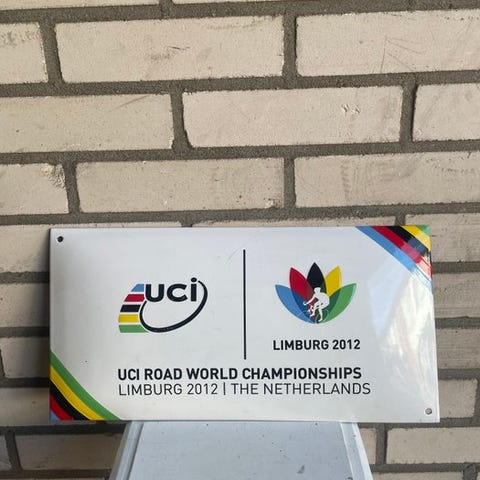 uci
LIMBURG 2012
UCI ROAD WORLD CHAMPIONSHIPS
LIMBURG 2012 | THE NETHERLANDS